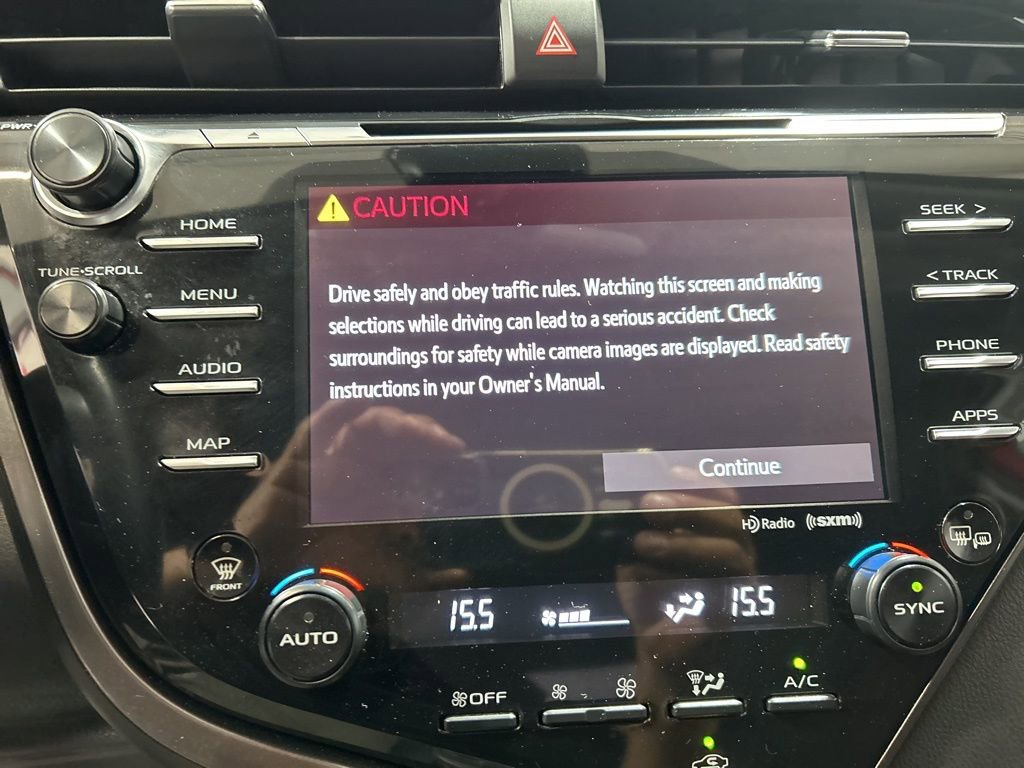 PWR
HOME
TUNE•SCROLL
MENU
AUDIO
MAP
CAUTION
Drive safely and obey traffic rules. Watching this screen and making
selections while driving can lead to a serious accident. Check
surroundings for safety while camera images are displayed. Read safety
instructions in your Owner's Manual.
Continue
SEEK >
< TRACK
PHONE
APPS
HD Radio ((sxm))
FRONT
AUTO
15.5
15.5
SYNC
OFF
A/C